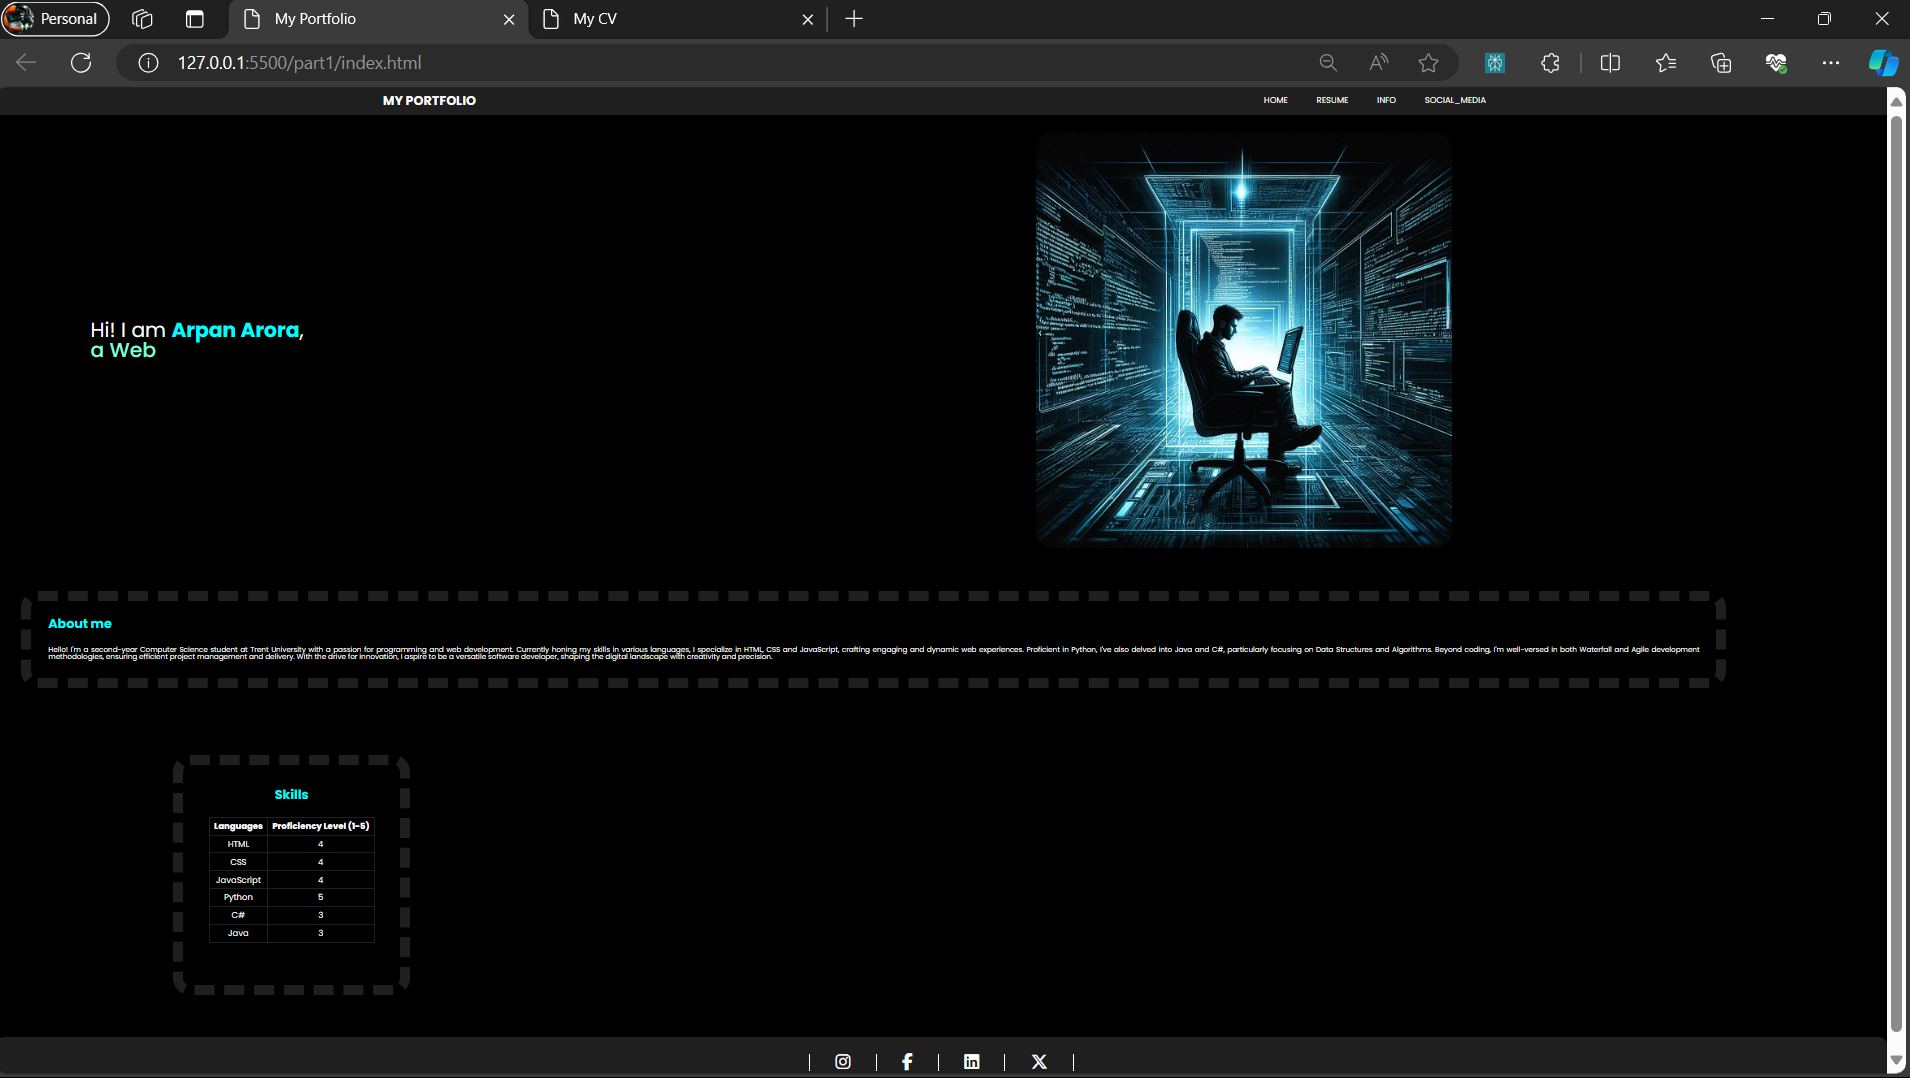 Personal
My Portfolio
My CV
127.0.0.1:5500/part1/index.html
MY PORTFOLIO
HOME
RESUME
INFO
SOCIAL_MEDIA
Hi! I am Arpan Arora,
a Web
About me
Hello! I'm a second-year Computer Science student at Trent University with a passion for programming and web development. Currently honing my skills in various languages, I specialize in HTML, CSS and JavaScript, crafting engaging and dynamic web experiences. Proficient in Python, I've also delved into Java and C#, particularly focusing on Data Structures and Algorithms. Beyond coding, I'm well-versed in both Waterfall and Agile development
methodologies, ensuring efficient project management and delivery. With the drive for innovation, I aspire to be a versatile software developer, shaping the digital landscape with creativity and precision.
Skills
Languages Proficiency Level (1-5)
HTML 4
CSS 4
JavaScript 4
Python 5
C# 3
Java 3